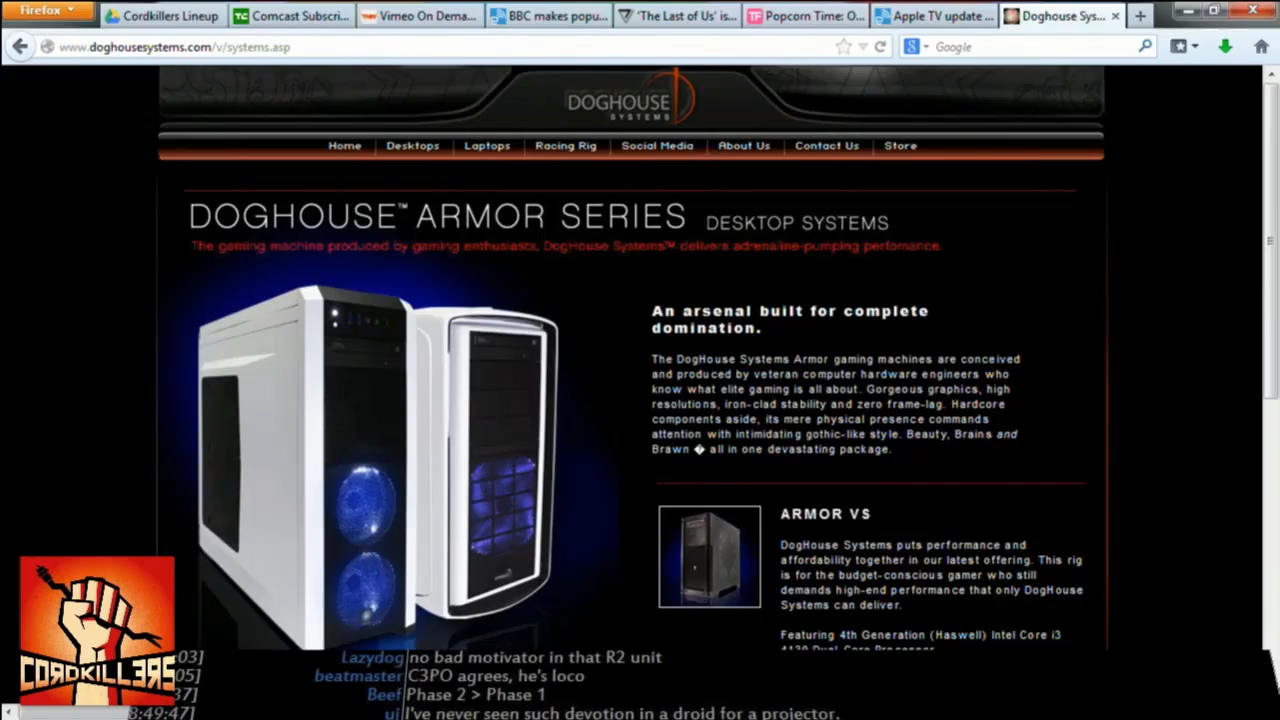 Firefox
Cordkillers Lineup
Comcast Subscri...
Vimeo On Dema...
BBC makes popu...
'The Last of Us' is...
Popcorn Time: O...
Apple TV update ...
Doghouse Sys...
www.doghousesystems.com/v/systems.asp
Google
DOGHOUSE
SYSTEMS
Home
Desktops
Laptops
Racing Rig
Social Media
About Us
Contact Us
Store
DOGHOUSE™ ARMOR SERIES DESKTOP SYSTEMS
The gaming machine produced by gaming enthusiasts, DogHouse Systems™ delivers adrenaline-pumping perfomance.
An arsenal built for complete
domination.
The DogHouse Systems Armor gaming machines are conceived
and produced by veteran computer hardware engineers who
know what elite gaming is all about. Gorgeous graphics, high
resolutions, iron-clad stability and zero frame-lag. Hardcore
components aside, its mere physical presence commands
attention with intimidating gothic-like style. Beauty, Brains and
Brawn � all in one devastating package.
ARMOR VS
DogHouse Systems puts performance and
affordability together in our latest offering. This rig
is for the budget-conscious gamer who still
demands high-end performance that only DogHouse
Systems can deliver.
Featuring 4th Generation (Haswell) Intel Core i3
4130 Dual Core Processor
CORDKILLERS
:03] Lazydog no bad motivator in that R2 unit
05] beatmaster C3PO agrees, he's loco
37] Beef Phase 2 > Phase 1
8:49:47] uj I've never seen such devotion in a droid for a projector.